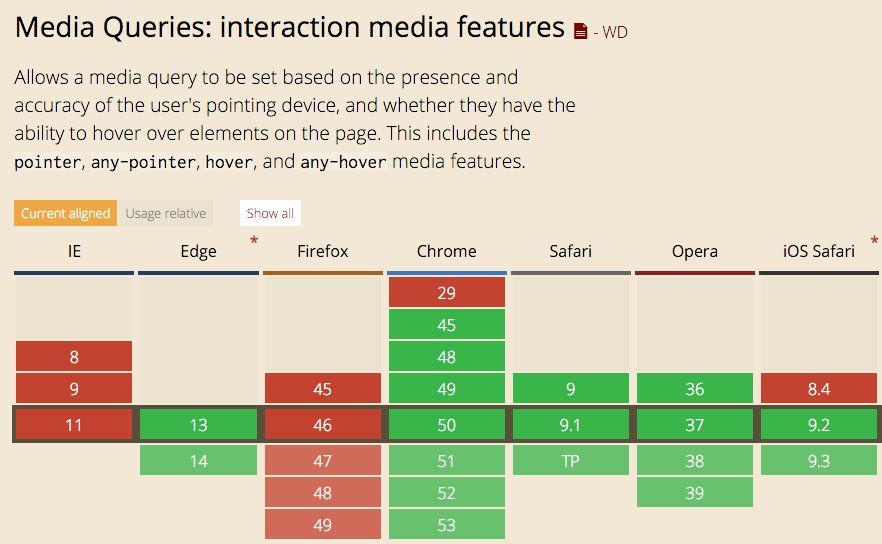 Media Queries: interaction media features - WD
Allows a media query to be set based on the presence and
accuracy of the user's pointing device, and whether they have the
ability to hover over elements on the page. This includes the
pointer, any-pointer, hover, and any-hover media features.
Current aligned Usage relative Show all
IE Edge * Firefox Chrome Safari Opera iOS Safari *
29
45
8 48
9 45 49 9 36 8.4
11 13 46 50 9.1 37 9.2
14 47 51 TP 38 9.3
48 52 39
49 53